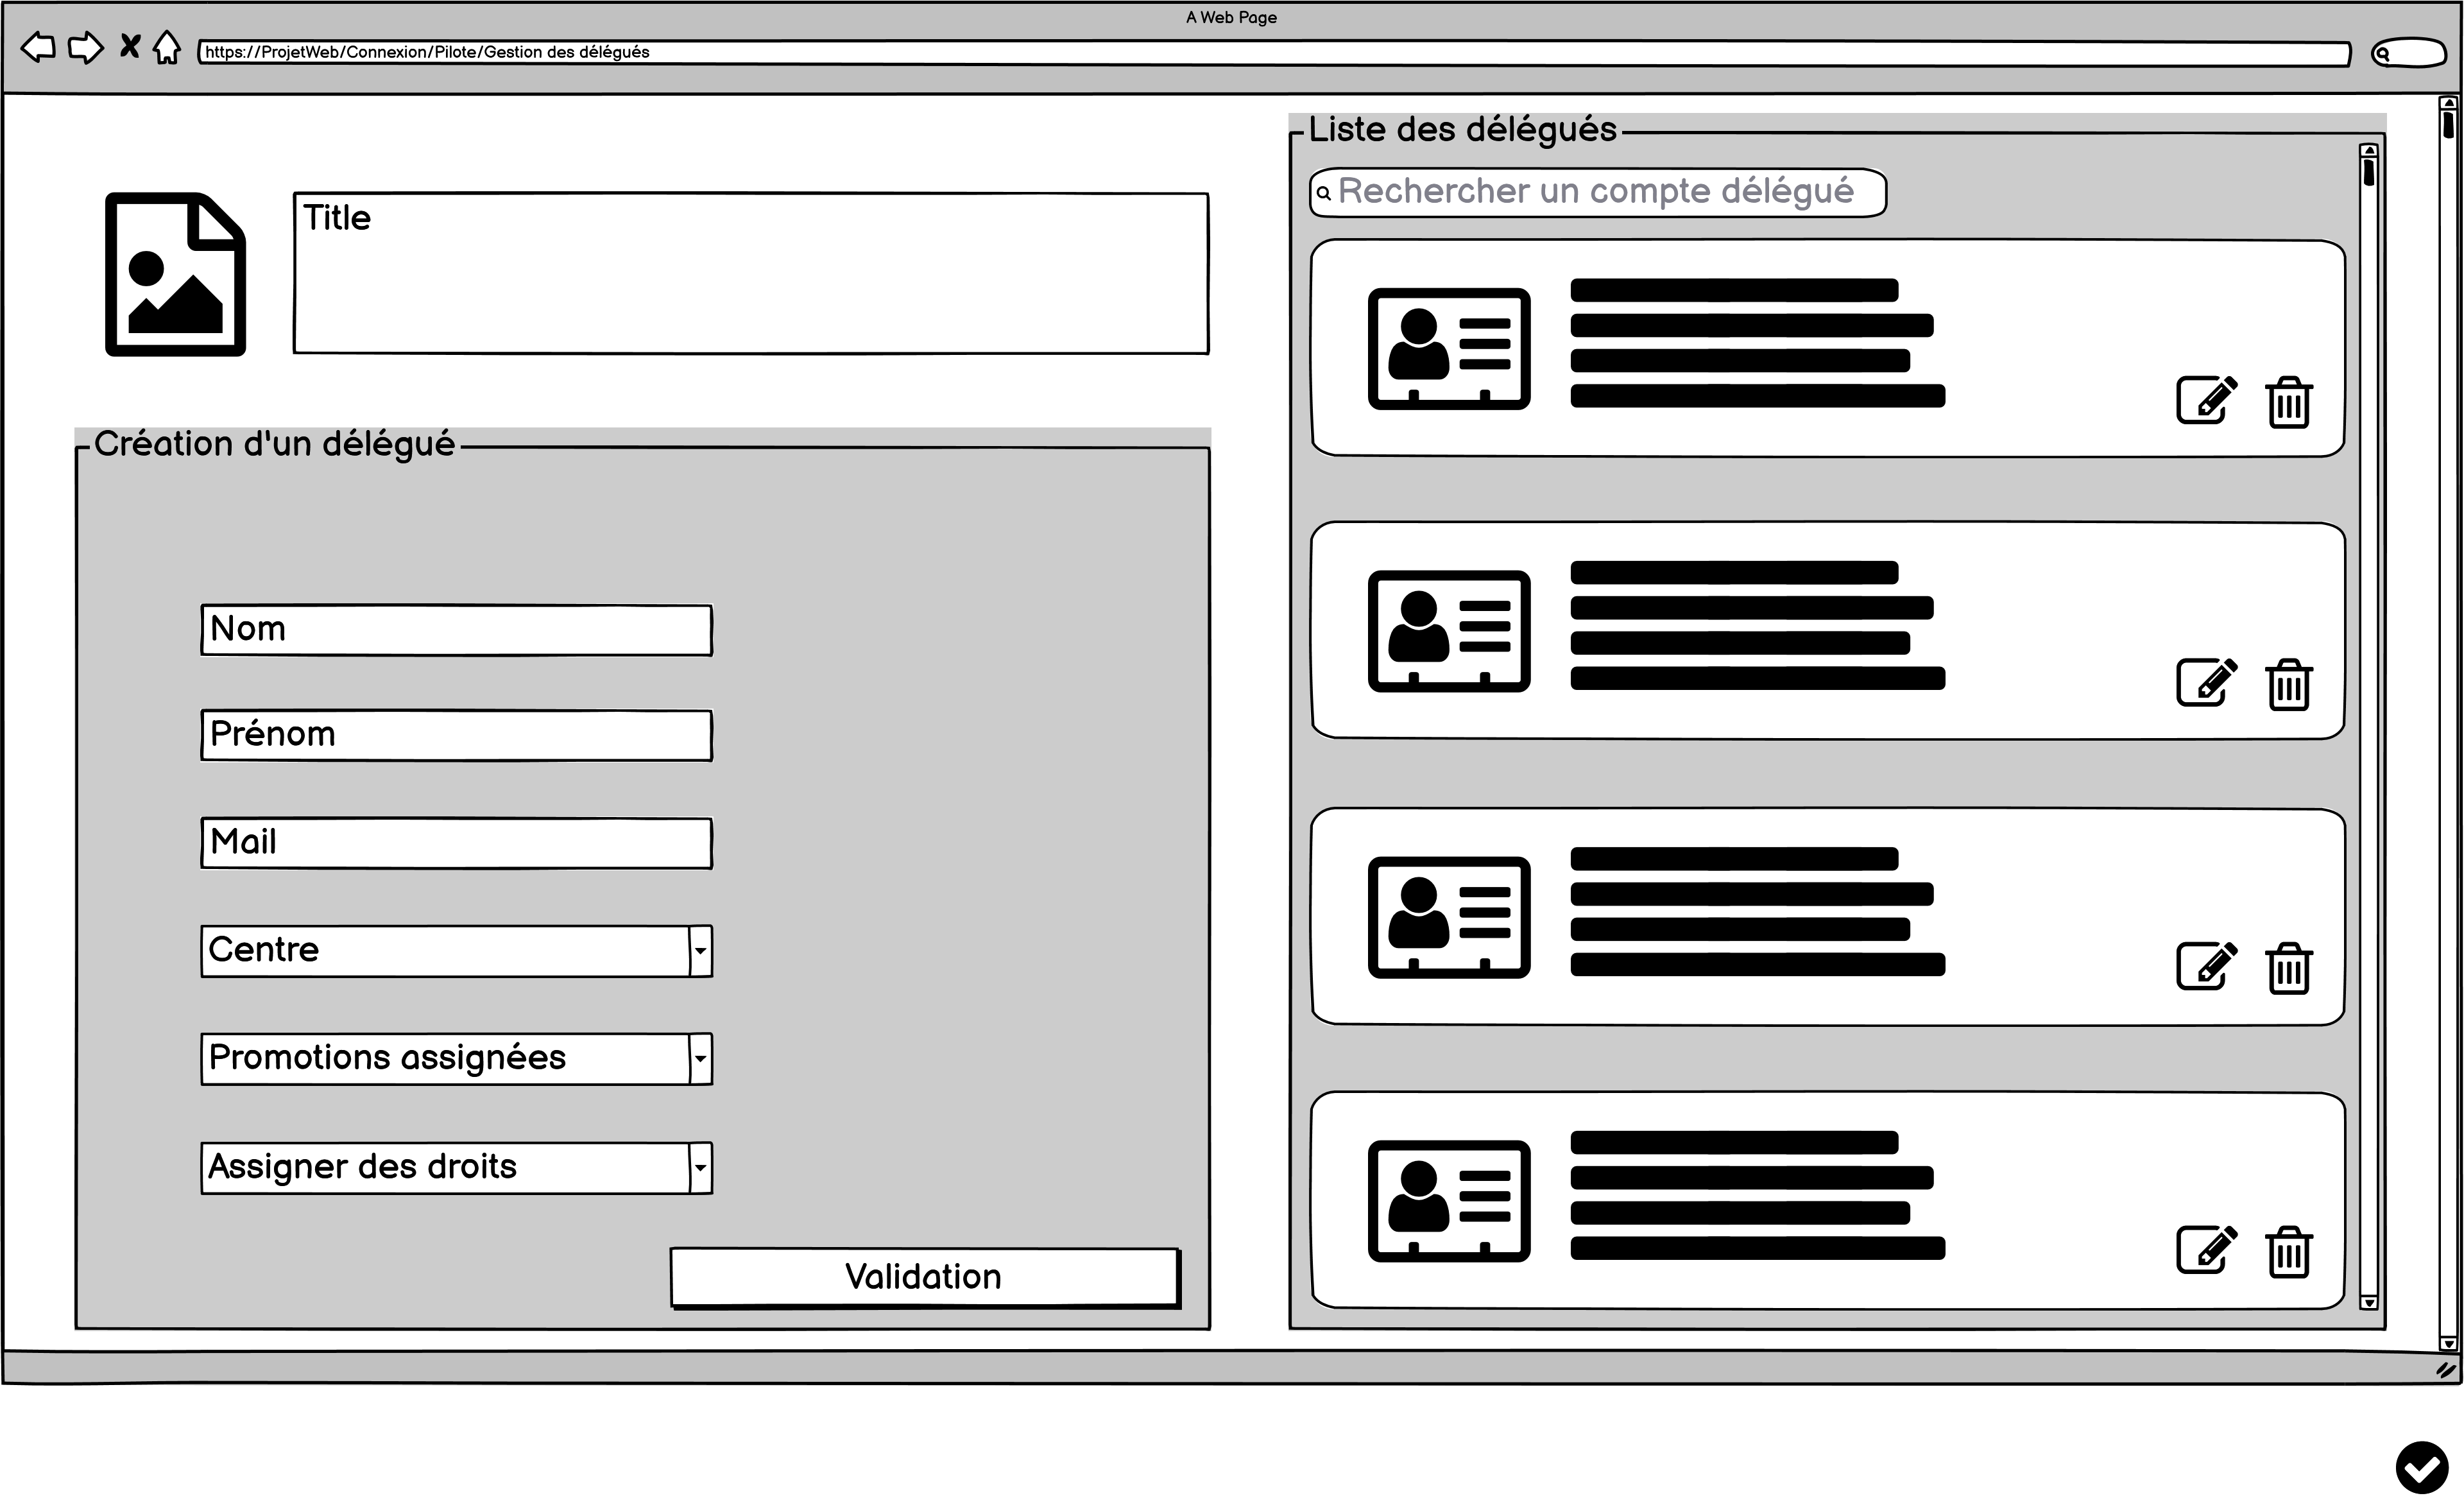 A Web Page
https://ProjetWeb/Connexion/Pilote/Gestion des délégués
Title
Création d'un délégué
Nom
Prénom
Mail
Centre
Promotions assignées
Assigner des droits
Validation
Liste des délégués
Rechercher un compte délégué